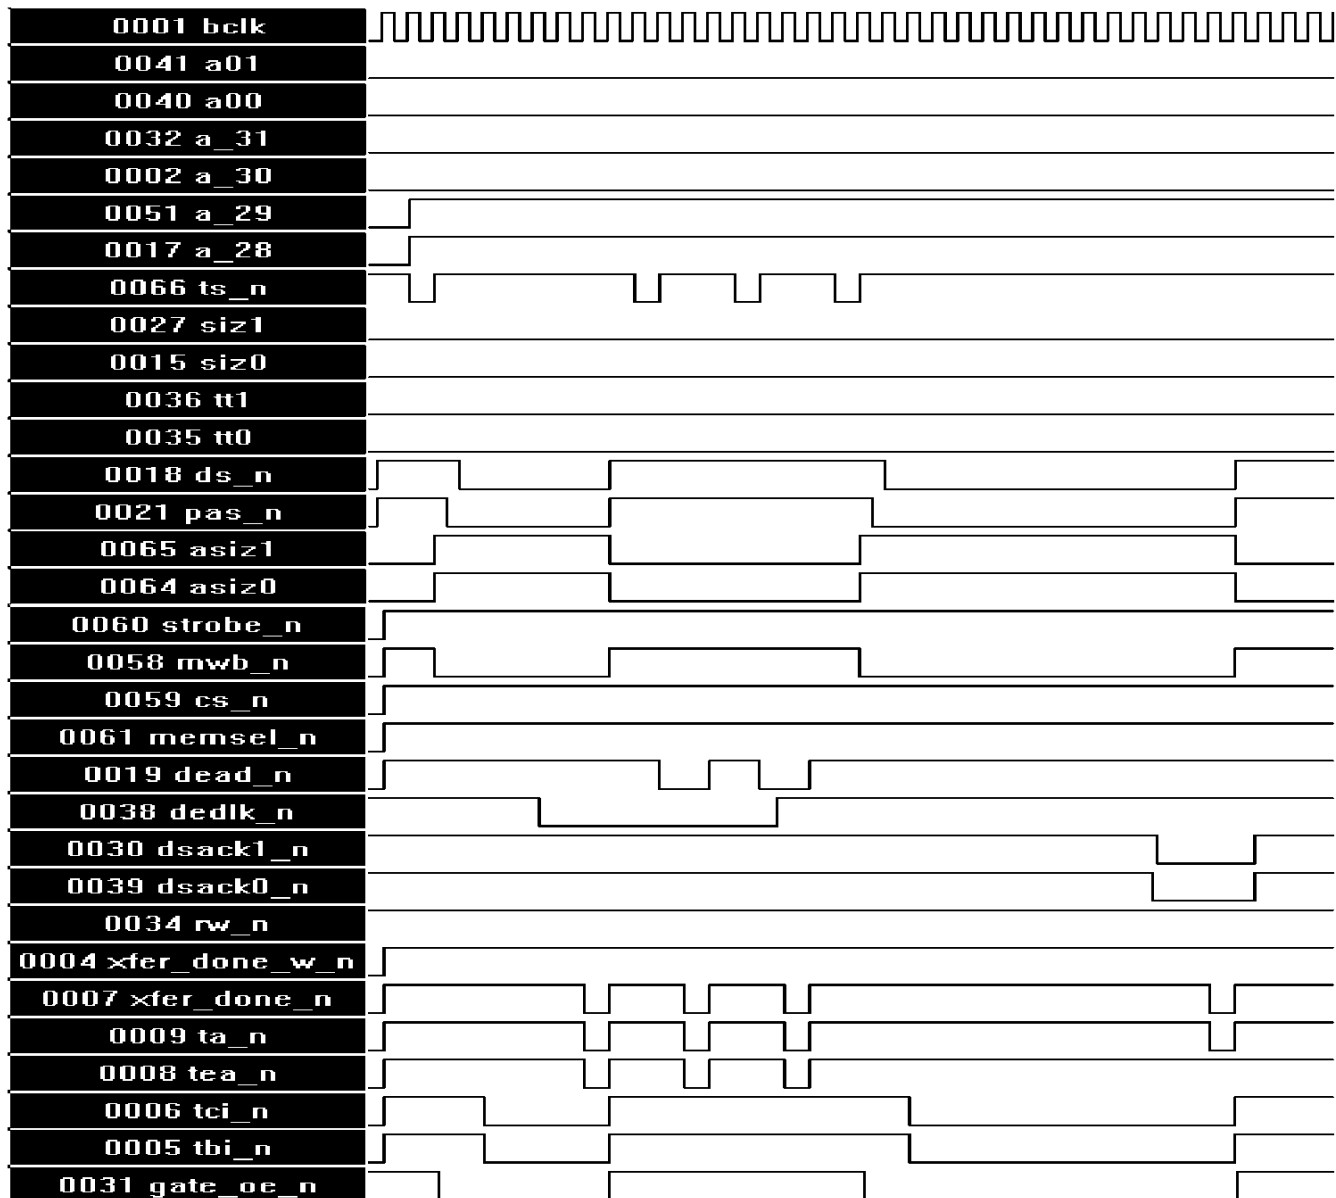 0001 bclk
0041 a01
0040 a00
0032 a_31
0002 a_30
0051 a_29
0017 a_28
0066 ts_n
0027 siz1
0015 siz0
0036 tt1
0035 tt0
0018 ds_n
0021 pas_n
0065 asiz1
0064 asiz0
0060 strobe_n
0058 mwb_n
0059 cs_n
0061 memsel_n
0019 dead_n
0038 dedlk_n
0030 dsack1_n
0039 dsack0_n
0034 rw_n
0004 xfer_done_w_n
0007 xfer_done_n
0009 ta_n
0008 tea_n
0006 tci_n
0005 tbi_n
0031 gate_oe_n